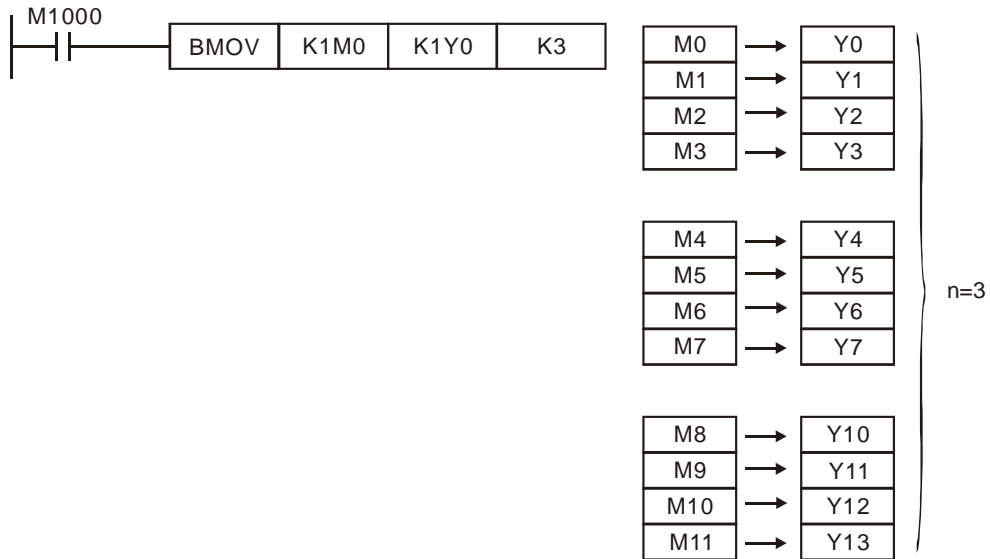 M1000
BMOV K1M0 K1Y0 K3
M0 Y0
M1 Y1
M2 Y2
M3 Y3
M4 Y4
M5 Y5
M6 Y6
M7 Y7
n=3
M8 Y10
M9 Y11
M10 Y12
M11 Y13